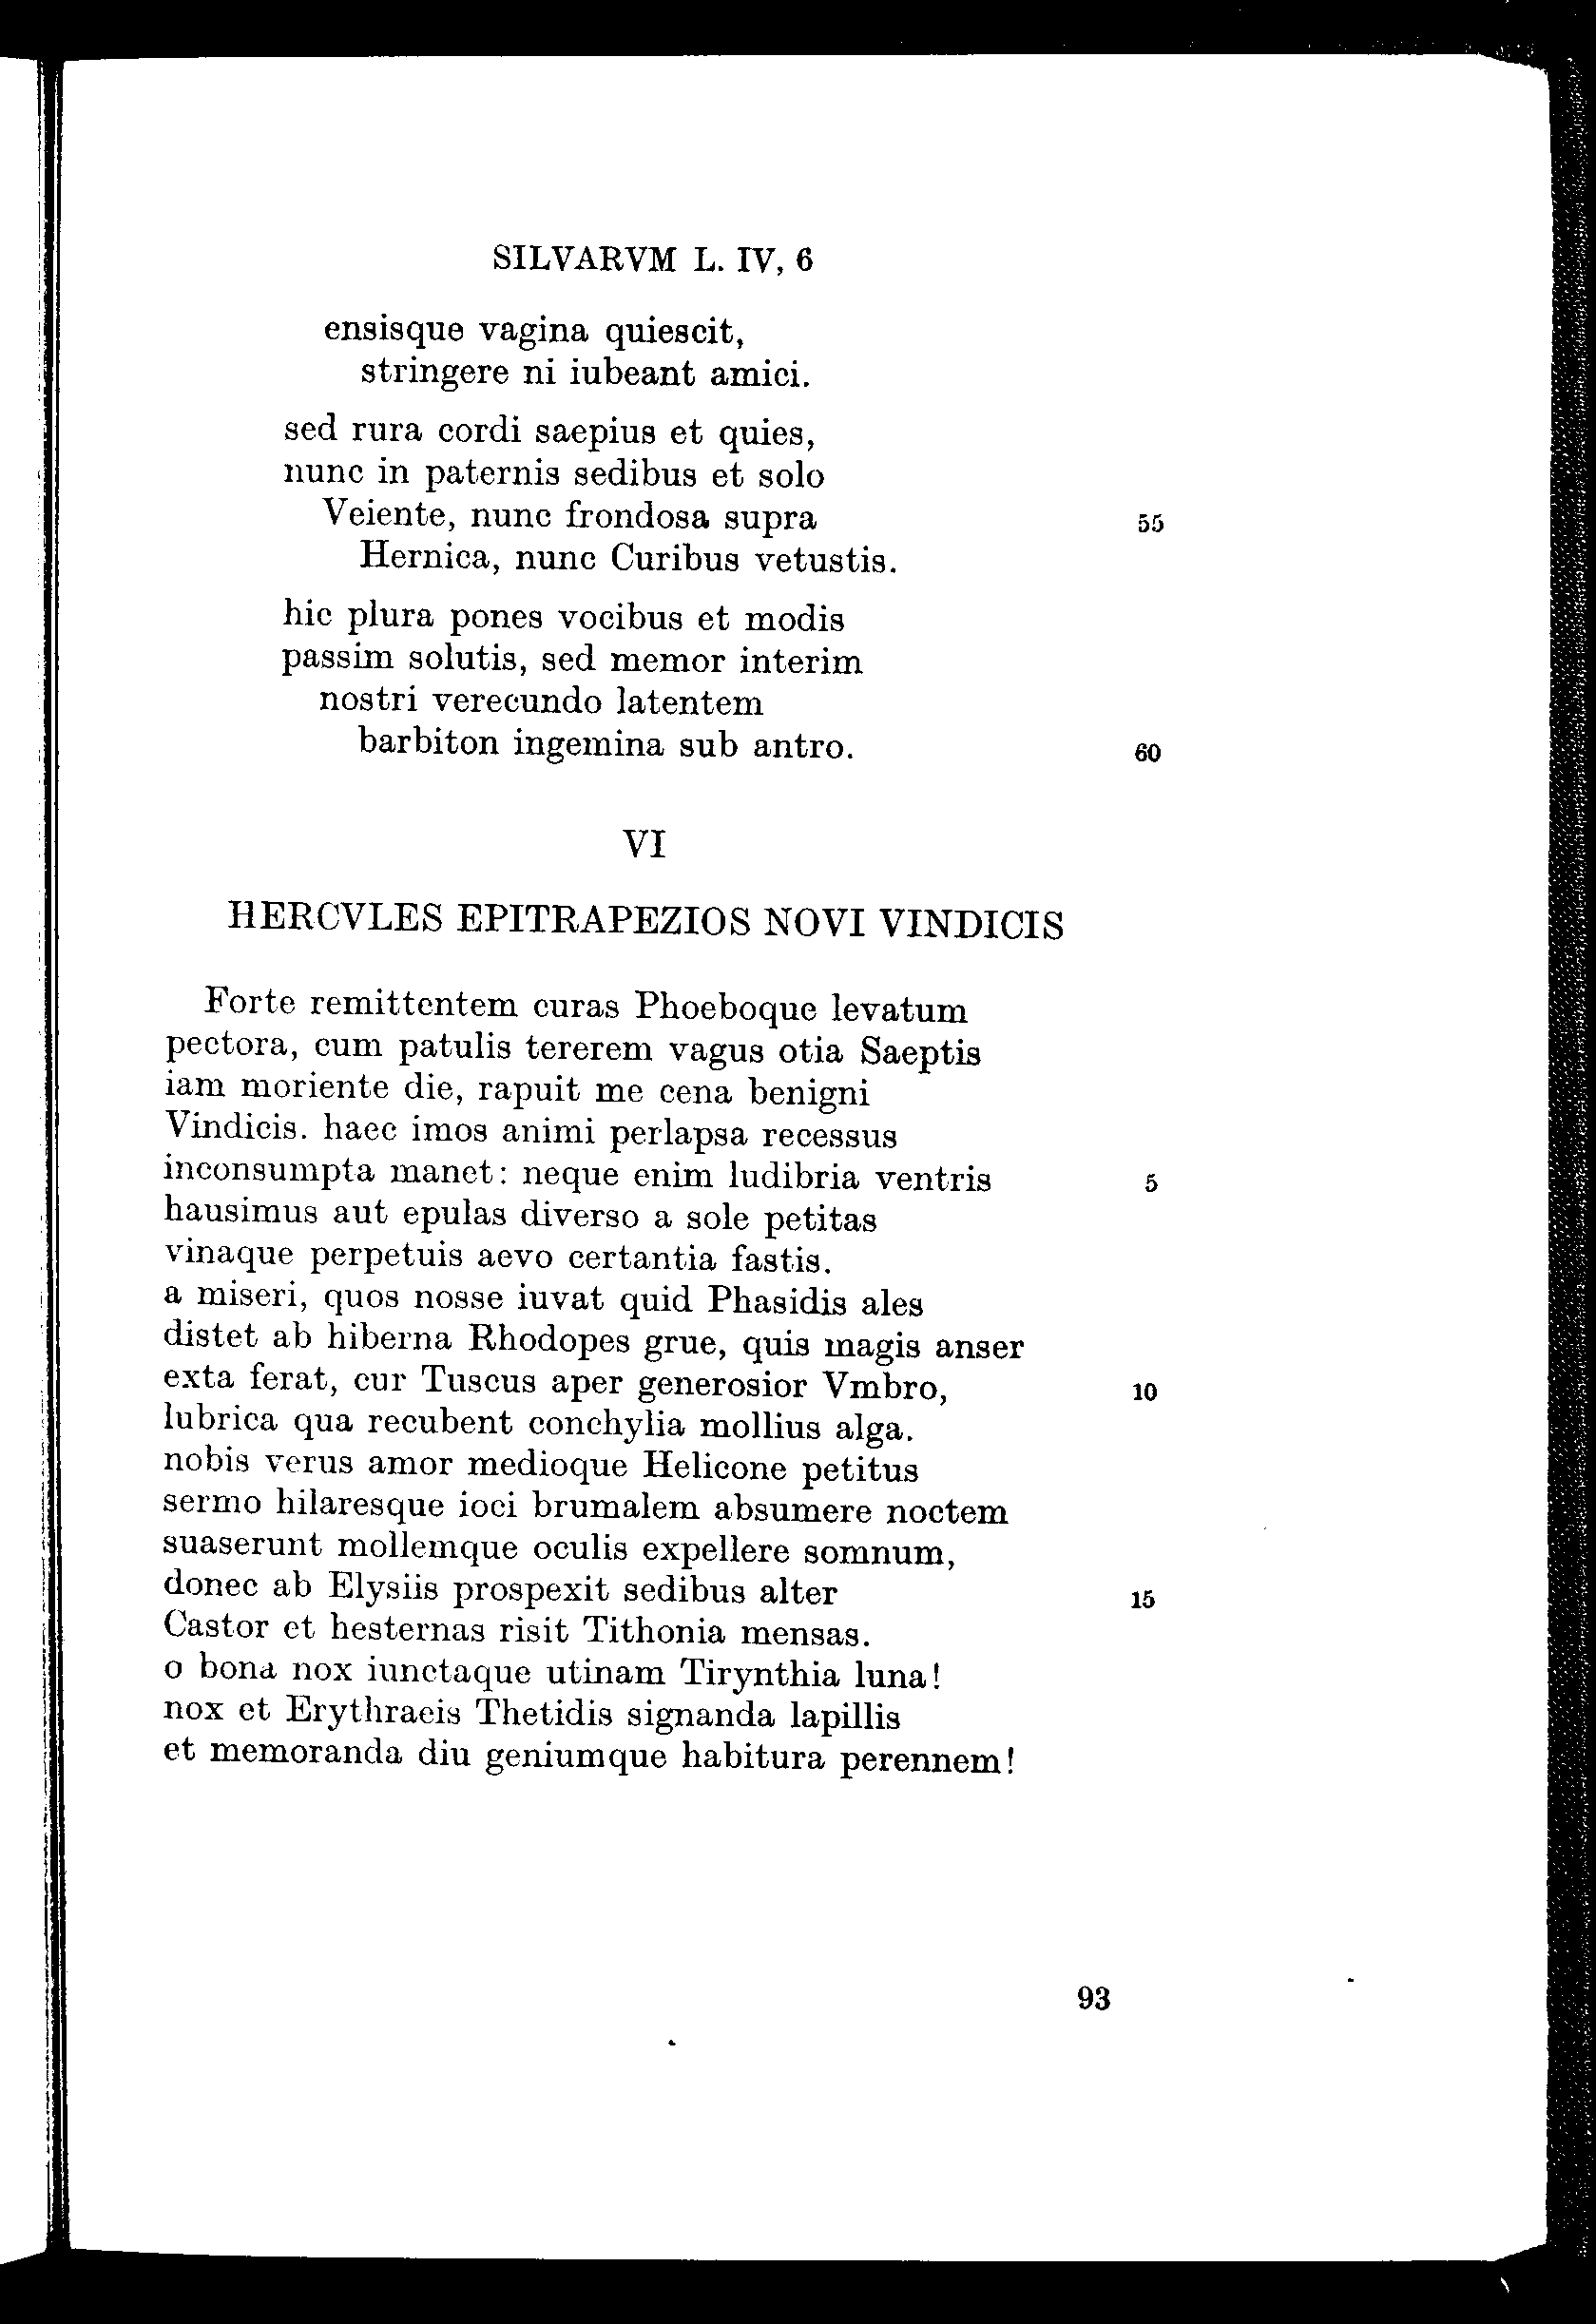 SILVARVM L. IV, 6
ensisque vagina quiescit,
stringere ni iubeant amici.
sed rura cordi saepius et quies,
nunc in paternis sedibus et solo
Veiente, nunc frondosa supra 55
Hernica, nunc Curibus vetustis.
hic plura pones vocibus et modis
passim solutis, sed memor interim
nostri verecundo latentem
barbiton ingemina sub antro. 60
VI
HERCVLES EPITRAPEZIOS NOVI VINDICIS
Forte remittentem curas Phoeboque levatum
pectora, cum patulis tererem vagus otia Saeptis
iam moriente die, rapuit me cena benigni
Vindicis. haec imos animi perlapsa recessus
inconsumpta manet: neque enim ludibria ventris 5
hausimus aut epulas diverso a sole petitas
vinaque perpetuis aevo certantia fastis.
a miseri, quos nosse iuvat quid Phasidis ales
distet ab hiberna Rhodopes grue, quis magis anser
exta ferat, cur Tuscus aper generosior Vmbro, 10
lubrica qua recubent conchylia mollius alga.
nobis verus amor medioque Helicone petitus
sermo hilaresque ioci brumalem absumere noctem
suaserunt mollemque oculis expellere somnum,
donec ab Elysiis prospexit sedibus alter 15
Castor et hesternas risit Tithonia mensas.
o bona nox iunctaque utinam Tirynthia luna!
nox et Erythraeis Thetidis signanda lapillis
et memoranda diu geniumque habitura perennem!
93